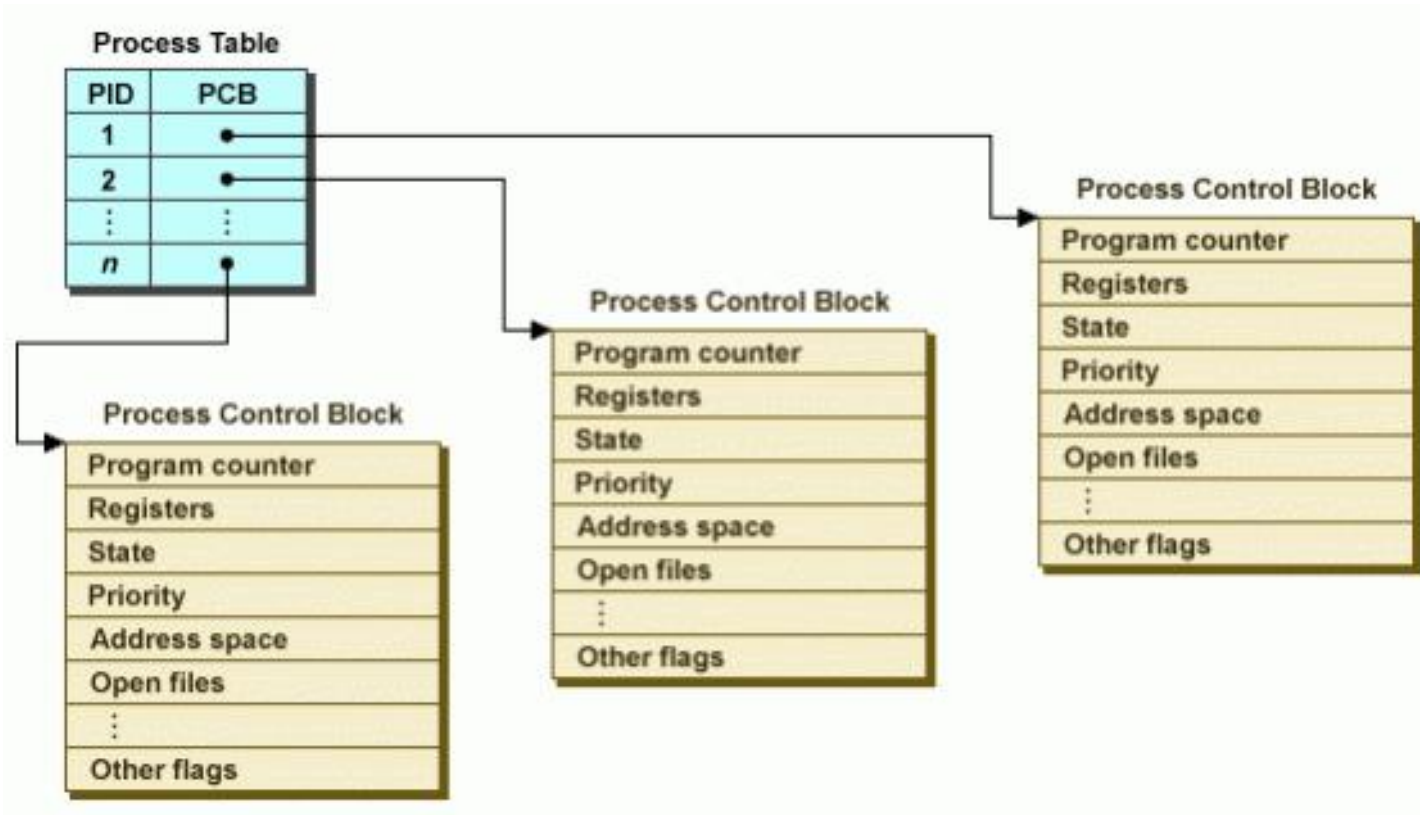 Process Table
PID PCB
1
2
⋮ ⋮
n
Process Control Block
Program counter
Registers
State
Priority
Address space
Open files
⋮
Other flags
Process Control Block
Program counter
Registers
State
Priority
Address space
Open files
⋮
Other flags
Process Control Block
Program counter
Registers
State
Priority
Address space
Open files
⋮
Other flags